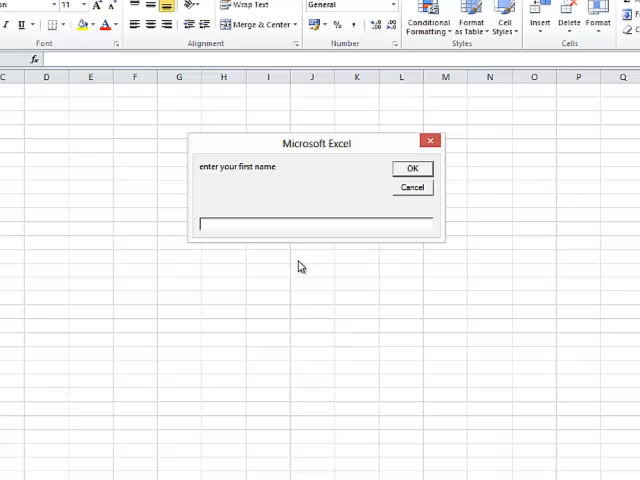 11
A
A
Wrap Text
General
U
A
Merge & Center
$
%
Conditional
Formatting
Format
as Table
Cell
Styles
Insert
Delete
Format
Font
Alignment
Number
Styles
Cells
fx
C D E F G H I J K L M N O P Q
Microsoft Excel
enter your first name
OK
Cancel